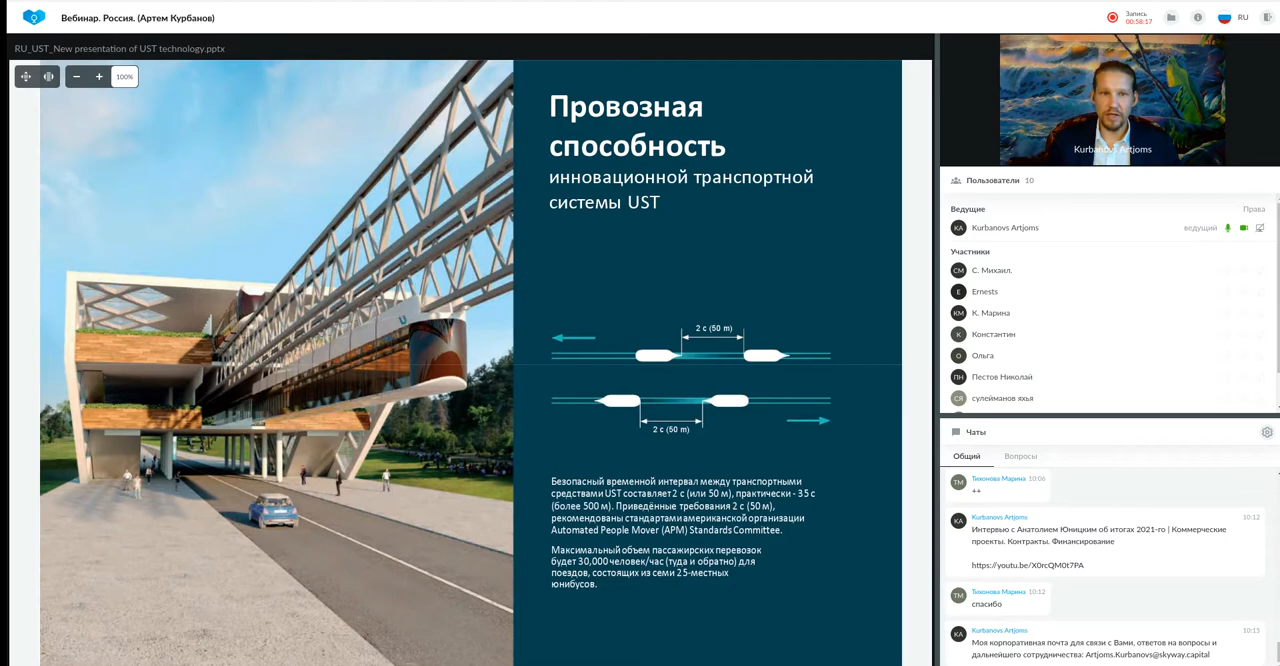 Вебинар. Россия. (Артем Курбанов)
Запись
00:58:17
RU
RU_UST_New presentation of UST technology.pptx
100%
Провозная
способность
инновационной транспортной
системы UST
2 с (50 m)
2 с (50 m)
Безопасный временной интервал между транспортными
средствами UST составляет 2 с (или 50 м), практически - 35 с
(более 500 м). Приведённые требования 2 с (50 м),
рекомендованы стандартами американской организации
Automated People Mover (APM) Standards Committee.
Максимальный объем пассажирских перевозок
будет 30,000 человек/час (туда и обратно) для
поездов, состоящих из семи 25-местных
юнибусов.
Kurbanovs Artjoms
Пользователи 10
Ведущие Права
KA Kurbanovs Artjoms ведущий
Участники
СМ С. Михаил.
E Ernests
КМ К. Марина
К Константин
О Ольга
ПН Пестов Николай
СЯ сулейманов яхья
Чаты
Общий Вопросы
ТМ Тихонова Марина 10:06
++
KA Kurbanovs Artjoms 10:12
Интервью с Анатолием Юницким об итогах 2021-го | Коммерческие
проекты. Контракты. Финансирование
https://youtu.be/X0rcQM0t7PA
ТМ Тихонова Марина 10:12
спасибо
KA Kurbanovs Artjoms 10:15
Моя корпоративная почта для связи с Вами, ответов на вопросы и
дальнейшего сотрудничества: Artjoms.Kurbanovs@skyway.capital